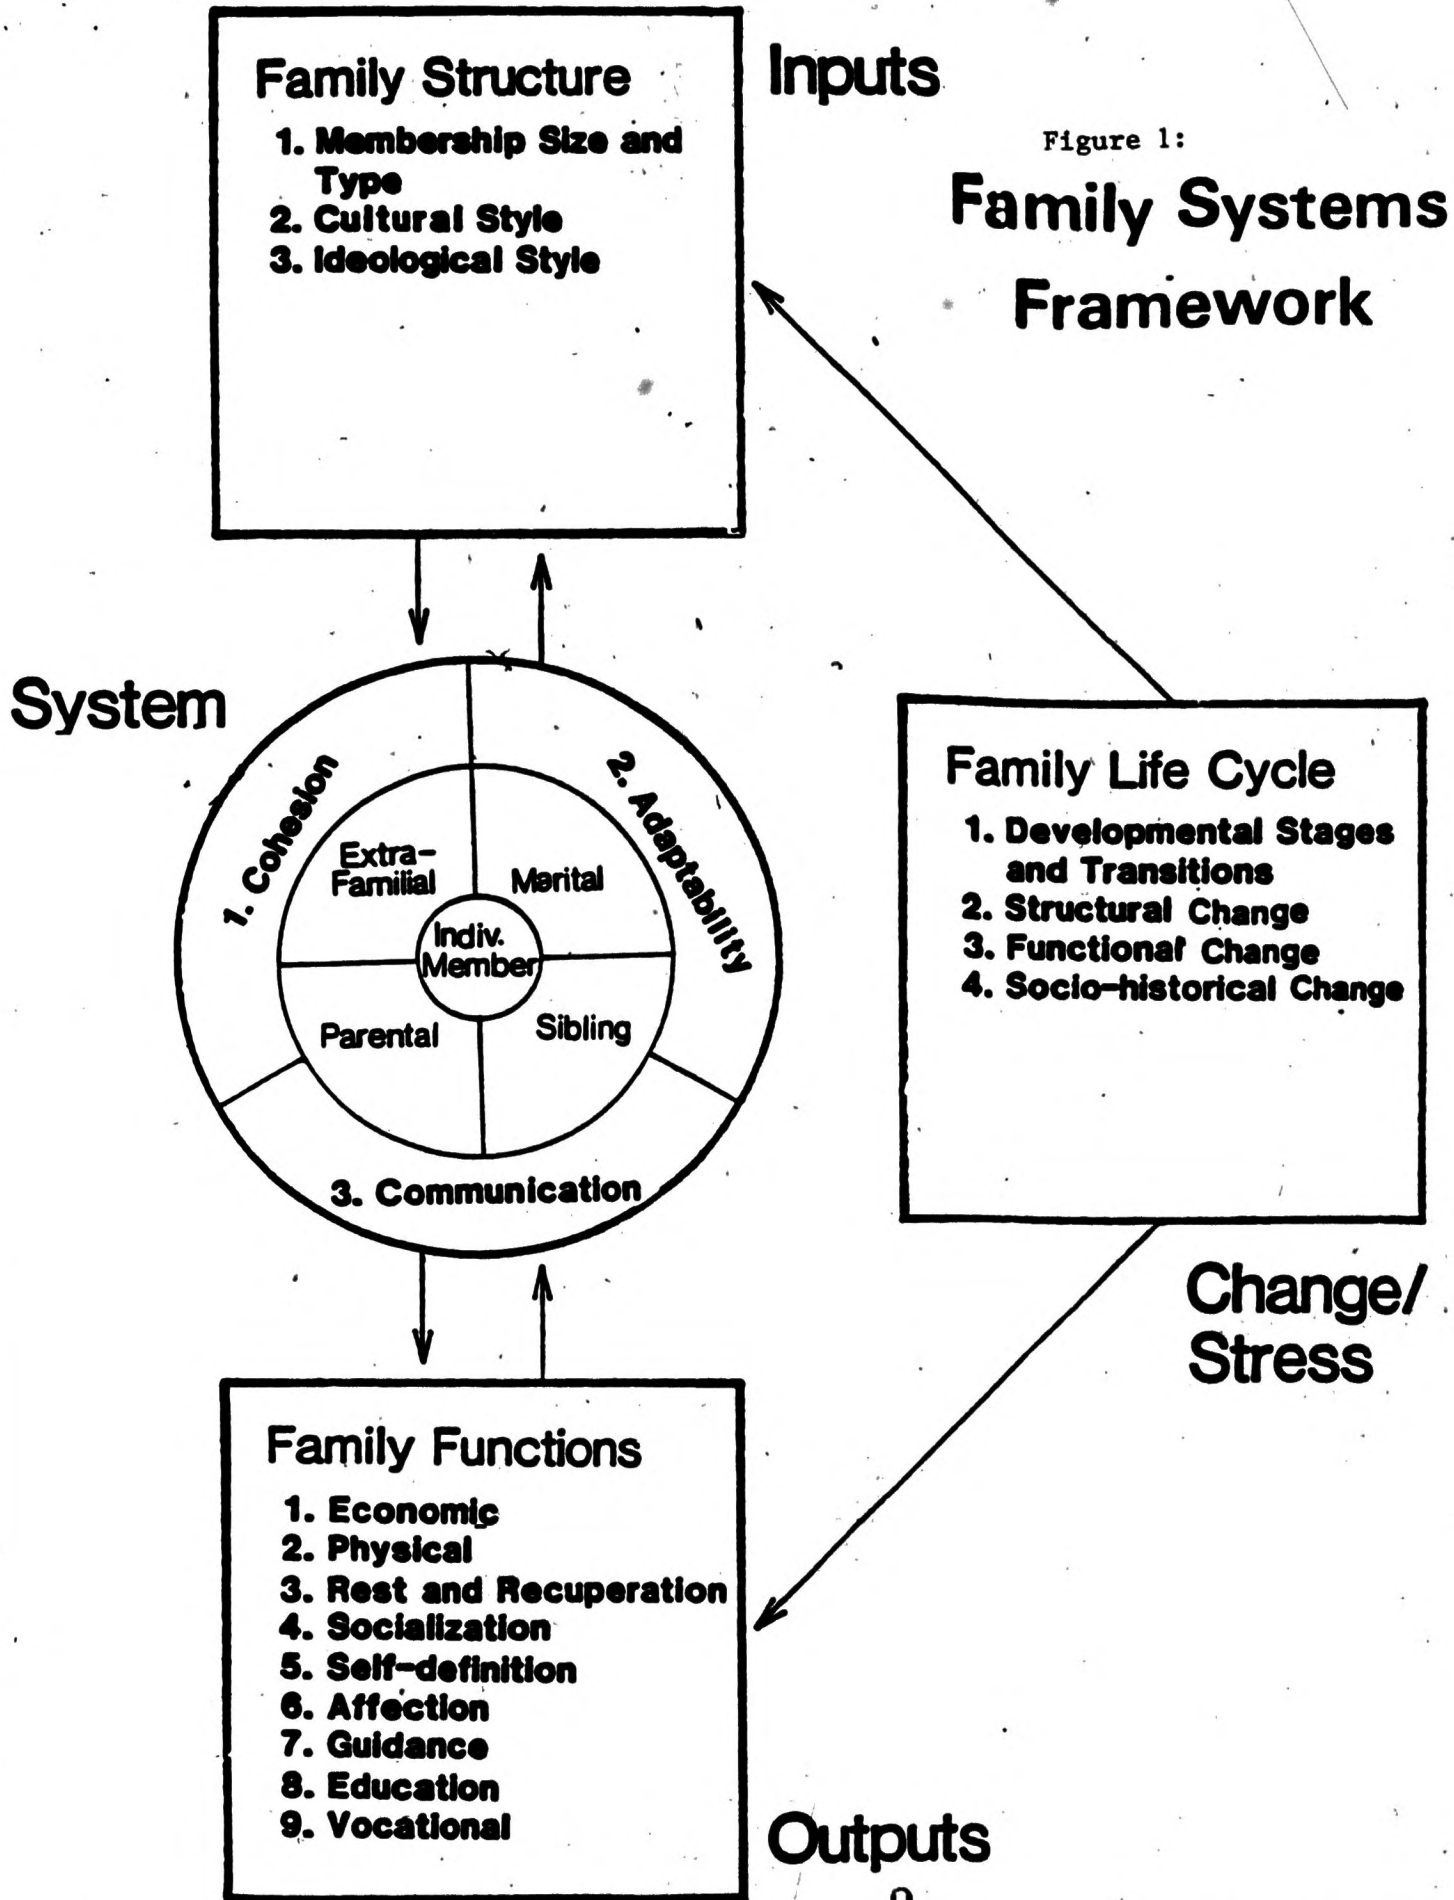 Inputs
Figure 1:
Family Systems
Framework
Family Structure
1. Membership Size and
Type
2. Cultural Style
3. Ideological Style
System
1. Cohesion
2. Adaptability
3. Communication
Extra-
Familial
Marital
Indiv.
Member
Parental
Sibling
Family Life Cycle
1. Developmental Stages
and Transitions
2. Structural Change
3. Functional Change
4. Socio-historical Change
Change/
Stress
Family Functions
1. Economic
2. Physical
3. Rest and Recuperation
4. Socialization
5. Self-definition
6. Affection
7. Guidance
8. Education
9. Vocational
Outputs